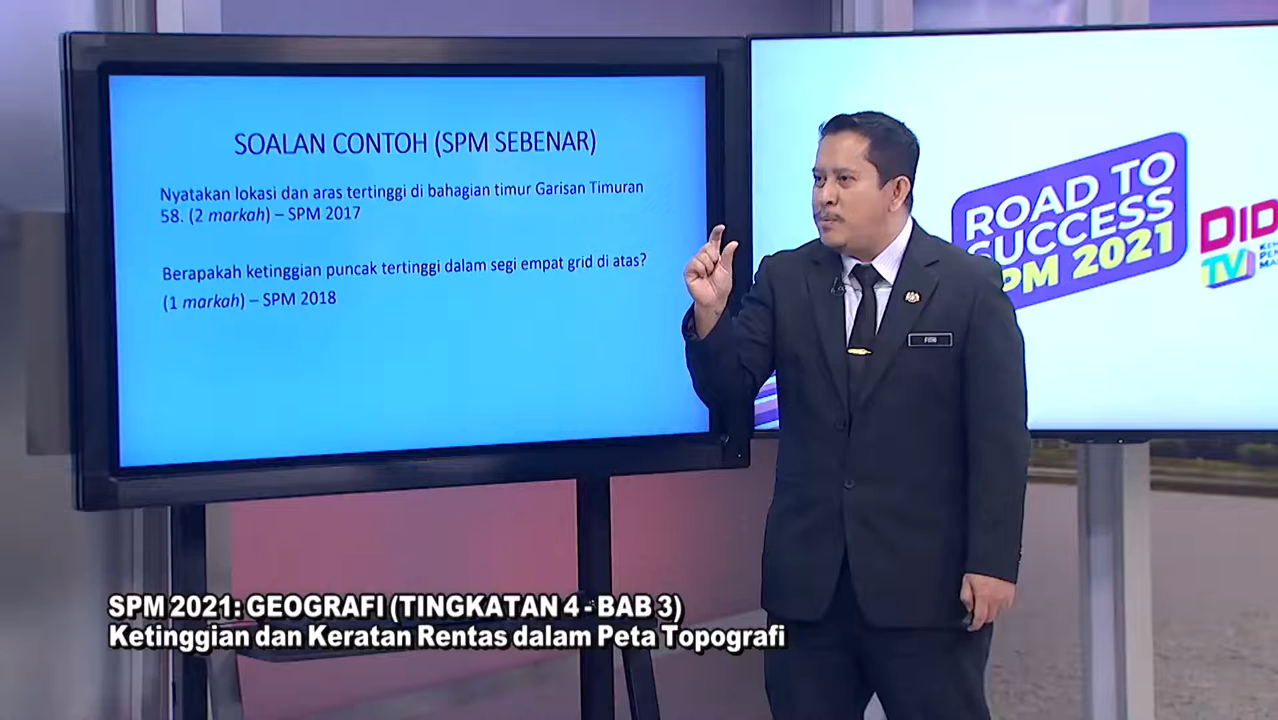 SOALAN CONTOH (SPM SEBENAR)
Nyatakan lokasi dan aras tertinggi di bahagian timur Garisan Timuran
58. (2 markah) – SPM 2017
Berapakah ketinggian puncak tertinggi dalam segi empat grid di atas?
(1 markah) – SPM 2018
ROAD TO
SUCCESS
SPM 2021
DID
TV
FITRI
SPM 2021: GEOGRAFI (TINGKATAN 4 - BAB 3)
Ketinggian dan Keratan Rentas dalam Peta Topografi